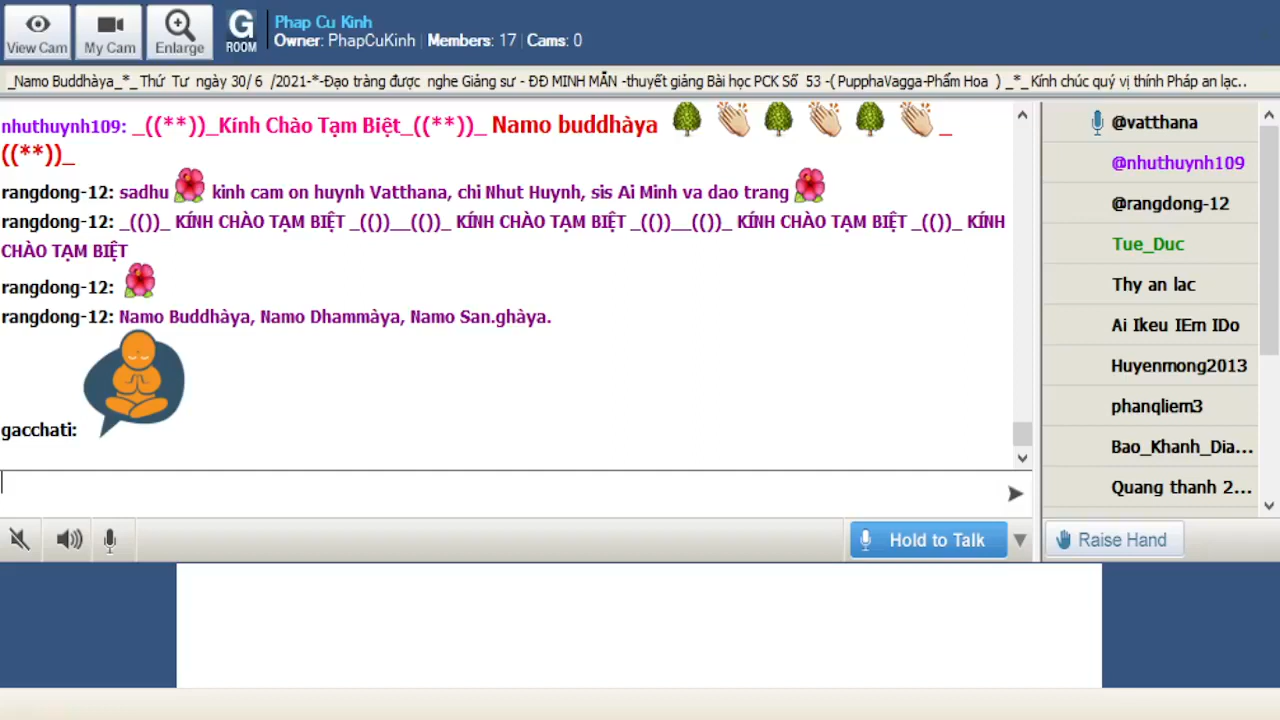 Phap Cu Kinh
Owner: PhapCuKinh Members: 17 Cams: 0
View Cam
My Cam
Enlarge
G
ROOM
_Namo Buddhàya_*_Thứ Tư ngày 30/ 6 /2021-*-Đạo tràng được nghe Giảng sư - ĐĐ MINH MẪN -thuyết giảng Bài học PCK Số 53 -( PupphaVagga-Phẩm Hoa ) _*_ Kính chúc quý vị thính Pháp an lạc..
nhuthuynh109: _((**))_Kính Chào Tạm Biệt_((**))_ Namo buddhàya _
((**))_
rangdong-12: sadhu kinh cam on huynh Vatthana, chi Nhut Huynh, sis Ai Minh va dao trang
rangdong-12: _(())_ KÍNH CHÀO TẠM BIỆT _(())__(())_ KÍNH CHÀO TẠM BIỆT _(())__(())_ KÍNH CHÀO TẠM BIỆT _(())_ KÍNH
CHÀO TẠM BIỆT
rangdong-12:
rangdong-12: Namo Buddhàya, Namo Dhammàya, Namo San.ghàya.
gacchati:
@vatthana
@nhuthuynh109
@rangdong-12
Tue_Duc
Thy an lac
Ai Ikeu IEm IDo
Huyenmong2013
phanqliem3
Bao_Khanh_Dia...
Quang thanh 2...
Hold to Talk
Raise Hand